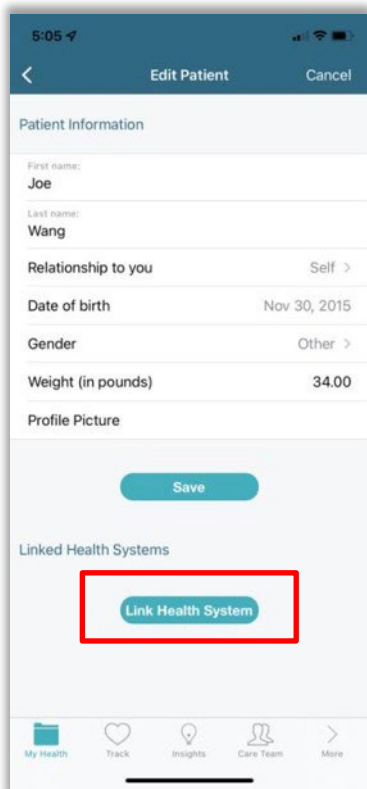 5:05
Edit Patient Cancel
Patient Information
First name:
Joe
Last name:
Wang
Relationship to you Self >
Date of birth Nov 30, 2015
Gender Other >
Weight (in pounds) 34.00
Profile Picture
Save
Linked Health Systems
Link Health System
My Health Track Insights Care Team More